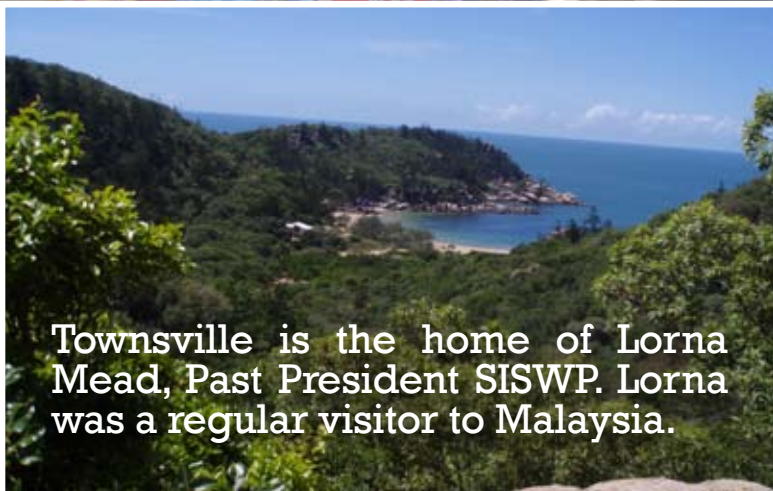 Townsville is the home of Lorna
Mead, Past President SISWP. Lorna
was a regular visitor to Malaysia.